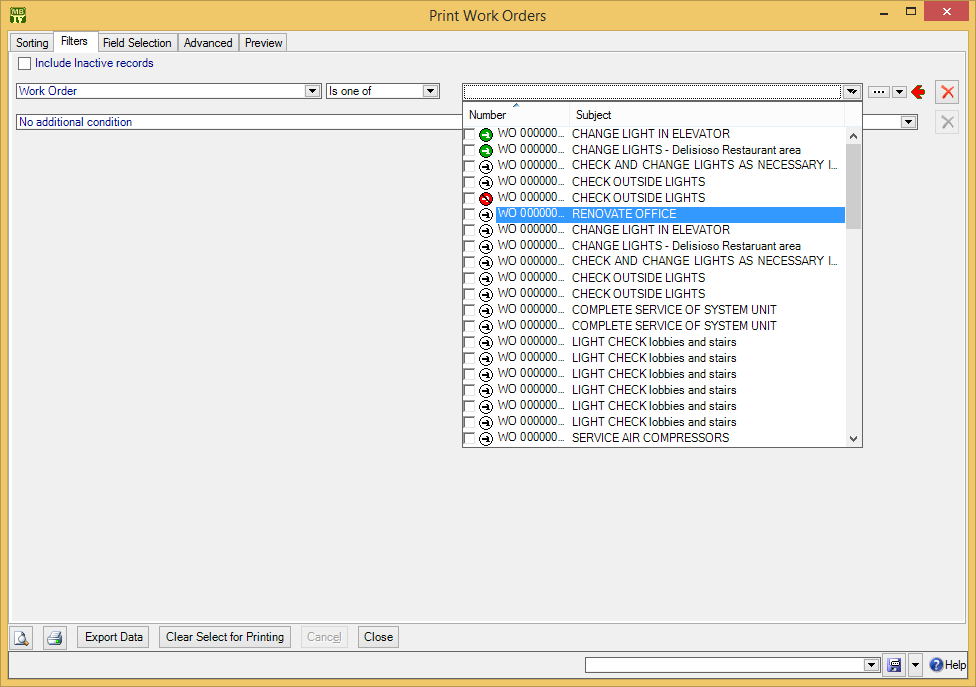 Print Work Orders
Sorting Filters Field Selection Advanced Preview
Include Inactive records
Work Order Is one of
No additional condition
Number Subject
WO 000000... CHANGE LIGHT IN ELEVATOR
WO 000000... CHANGE LIGHTS - Delisioso Restaurant area
WO 000000... CHECK AND CHANGE LIGHTS AS NECESSARY I...
WO 000000... CHECK OUTSIDE LIGHTS
WO 000000... CHECK OUTSIDE LIGHTS
WO 000000... RENOVATE OFFICE
WO 000000... CHANGE LIGHT IN ELEVATOR
WO 000000... CHANGE LIGHTS - Delisioso Restaruant area
WO 000000... CHECK AND CHANGE LIGHTS AS NECESSARY I...
WO 000000... CHECK OUTSIDE LIGHTS
WO 000000... CHECK OUTSIDE LIGHTS
WO 000000... COMPLETE SERVICE OF SYSTEM UNIT
WO 000000... COMPLETE SERVICE OF SYSTEM UNIT
WO 000000... LIGHT CHECK lobbies and stairs
WO 000000... LIGHT CHECK lobbies and stairs
WO 000000... LIGHT CHECK lobbies and stairs
WO 000000... LIGHT CHECK lobbies and stairs
WO 000000... LIGHT CHECK lobbies and stairs
WO 000000... LIGHT CHECK lobbies and stairs
WO 000000... SERVICE AIR COMPRESSORS
Export Data Clear Select for Printing Cancel Close
Help